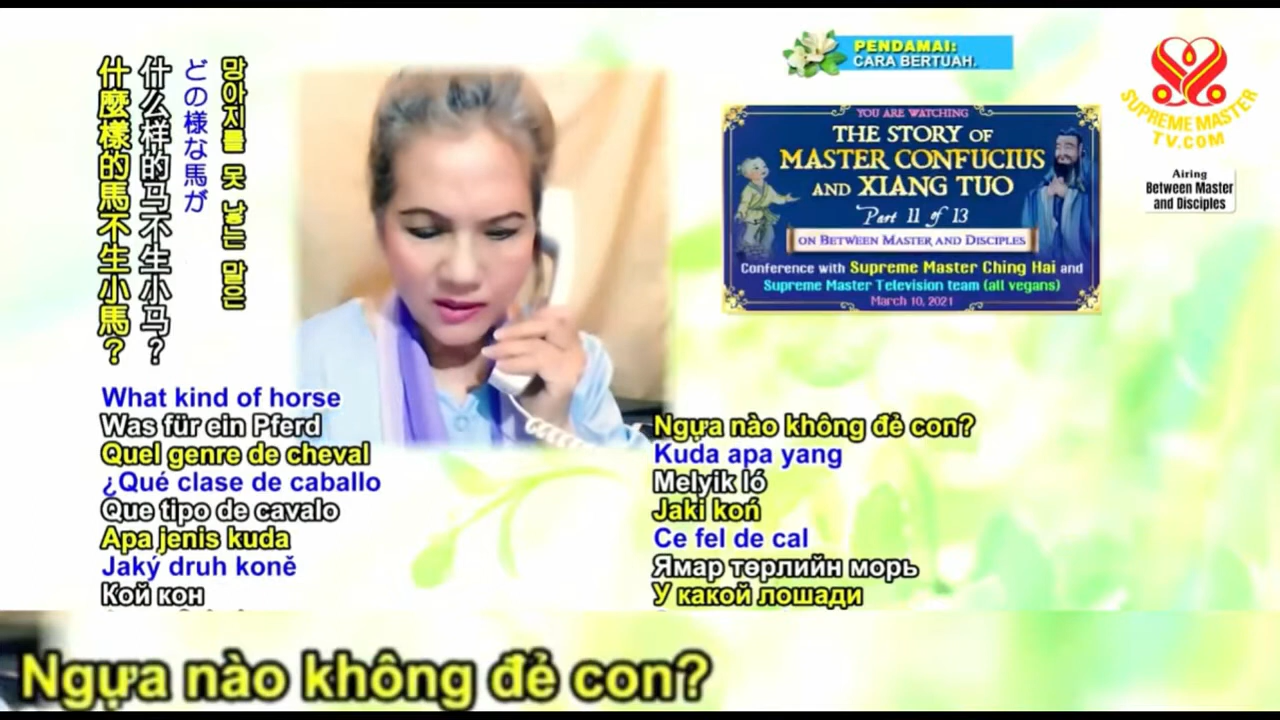 망아지를 못 낳는 말은
どの様な馬が
什么样的马不生小马？
什麼樣的馬不生小馬？
PENDAMAI:
CARA BERTUAH.
YOU ARE WATCHING
THE STORY OF
MASTER CONFUCIUS
AND XIANG TUO
Part 11 of 13
ON BETWEEN MASTER AND DISCIPLES
Conference with Supreme Master Ching Hai and
Supreme Master Television team (all vegans)
March 10, 2021
SUPREME MASTER
TV.COM
Airing
Between Master
and Disciples
What kind of horse
Was für ein Pferd
Quel genre de cheval
¿Qué clase de caballo
Que tipo de cavalo
Apa jenis kuda
Jaký druh koně
Кой кон
Ngựa nào không đẻ con?
Kuda apa yang
Melyik ló
Jaki koń
Ce fel de cal
Ямар төрлийн морь
У какой лошади
Ngựa nào không đẻ con?